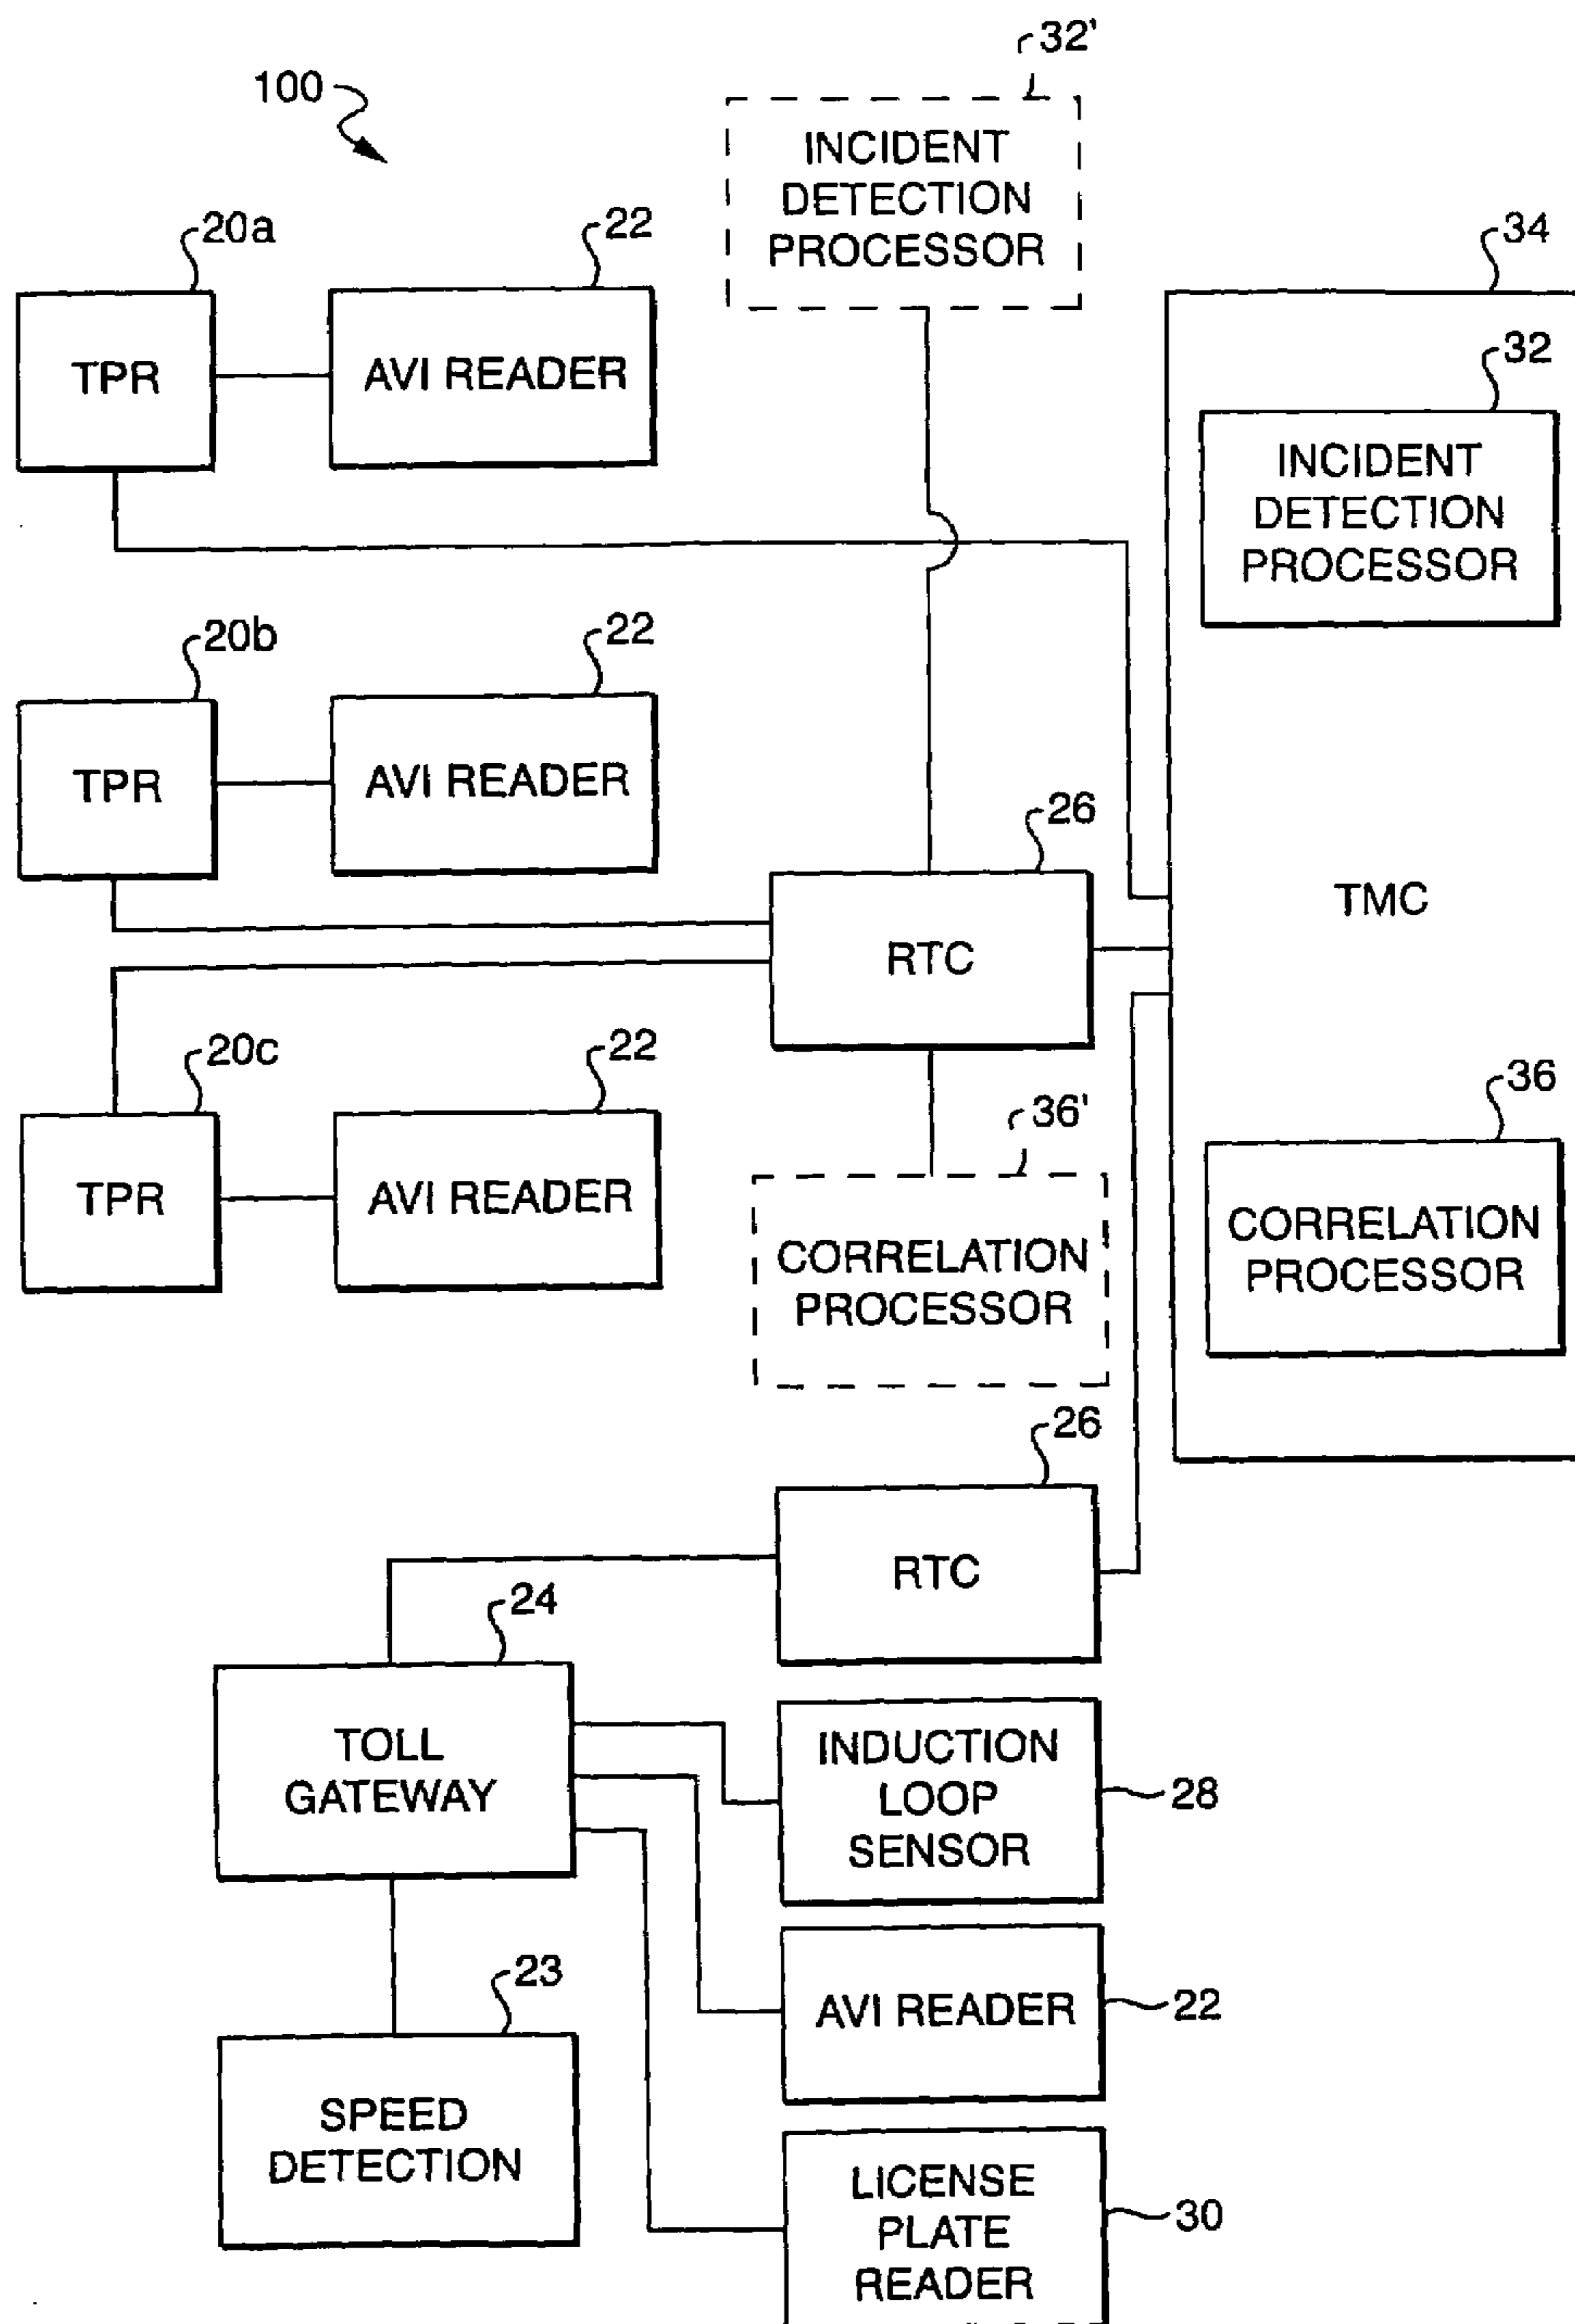 100
32'
INCIDENT
DETECTION
PROCESSOR
20a
22
34
TPR
AVI READER
32
INCIDENT
DETECTION
PROCESSOR
20b
22
TPR
AVI READER
26
RTC
TMC
20c
22
TPR
AVI READER
36'
CORRELATION
PROCESSOR
36
CORRELATION
PROCESSOR
26
RTC
24
TOLL
GATEWAY
INDUCTION
LOOP
SENSOR
28
23
SPEED
DETECTION
AVI READER
22
LICENSE
PLATE
READER
30